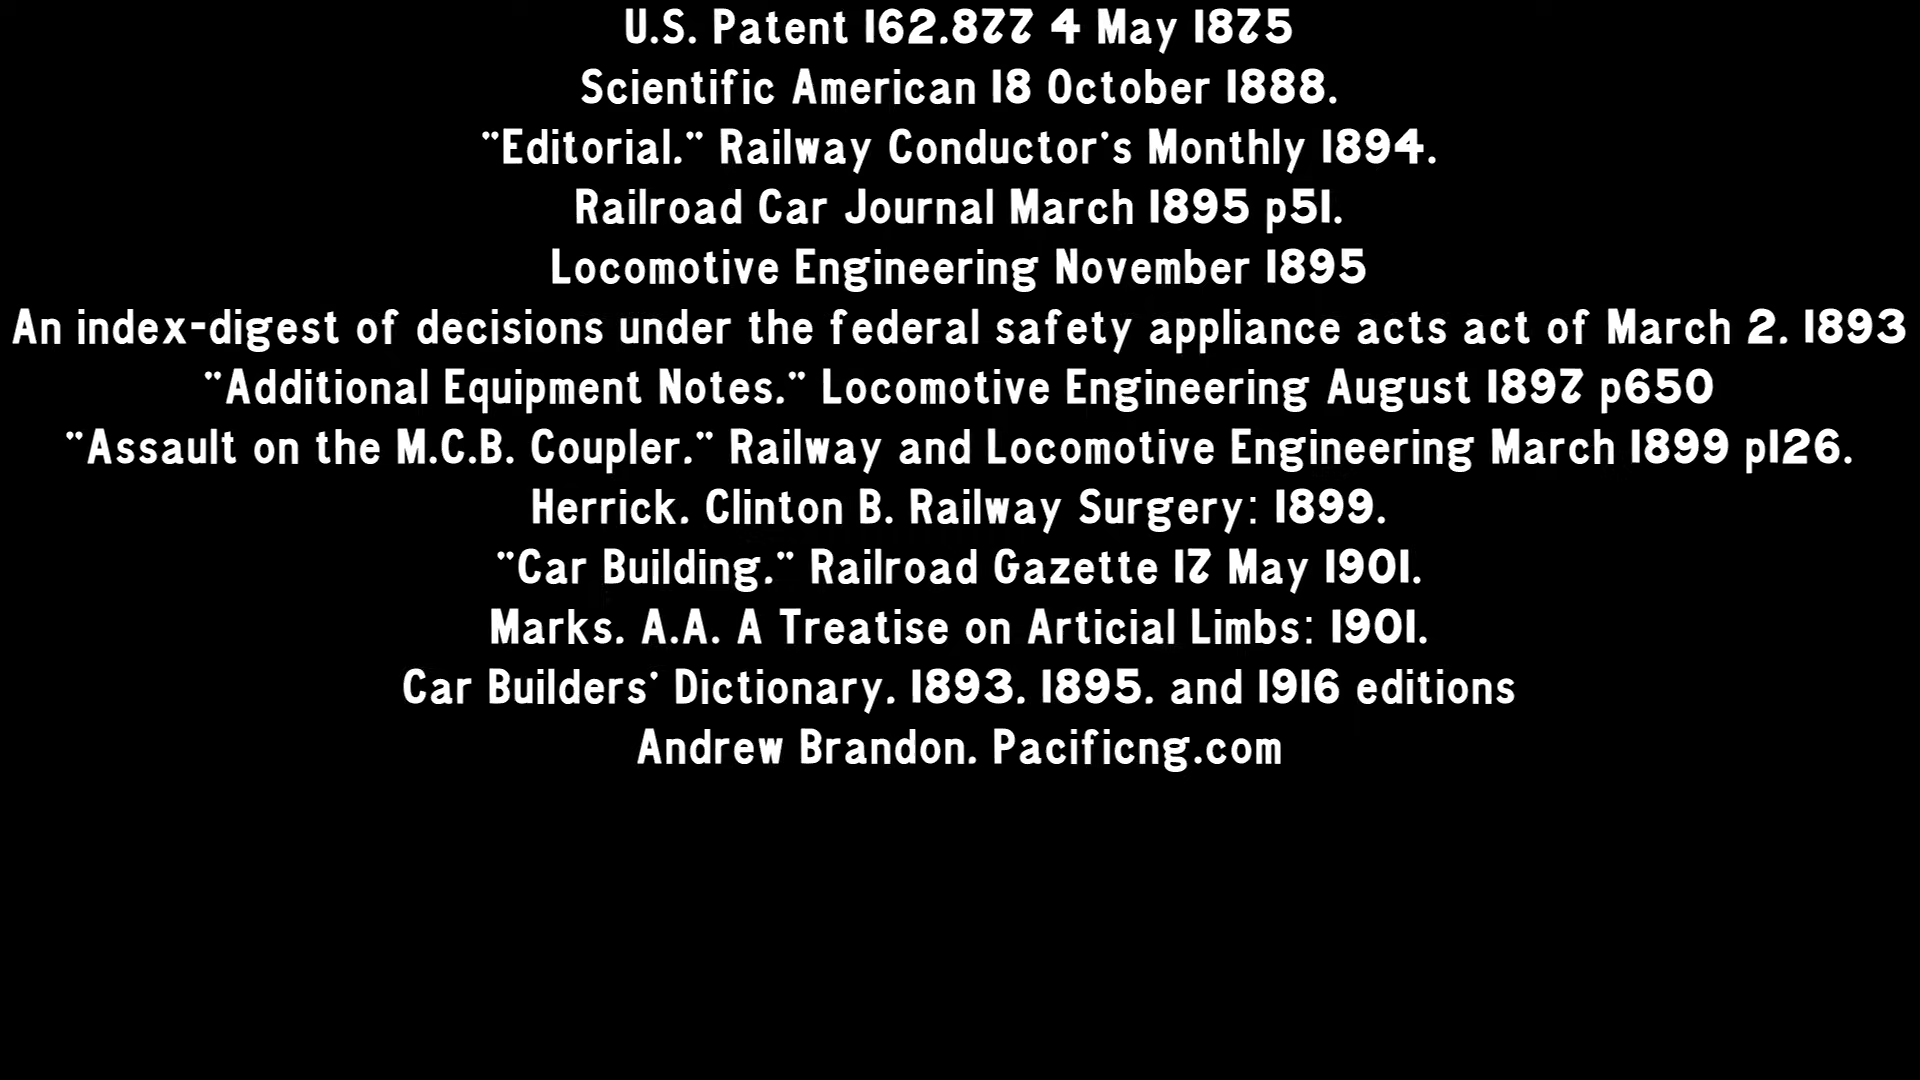 U.S. Patent 162.877 4 May 1875
Scientific American 18 October 1888.
"Editorial." Railway Conductor's Monthly 1894.
Railroad Car Journal March 1895 p51.
Locomotive Engineering November 1895
An index-digest of decisions under the federal safety appliance acts act of March 2. 1893
"Additional Equipment Notes." Locomotive Engineering August 1897 p650
"Assault on the M.C.B. Coupler." Railway and Locomotive Engineering March 1899 p126.
Herrick. Clinton B. Railway Surgery: 1899.
"Car Building." Railroad Gazette 17 May 1901.
Marks. A.A. A Treatise on Articial Limbs: 1901.
Car Builders' Dictionary. 1893. 1895. and 1916 editions
Andrew Brandon. Pacificng.com